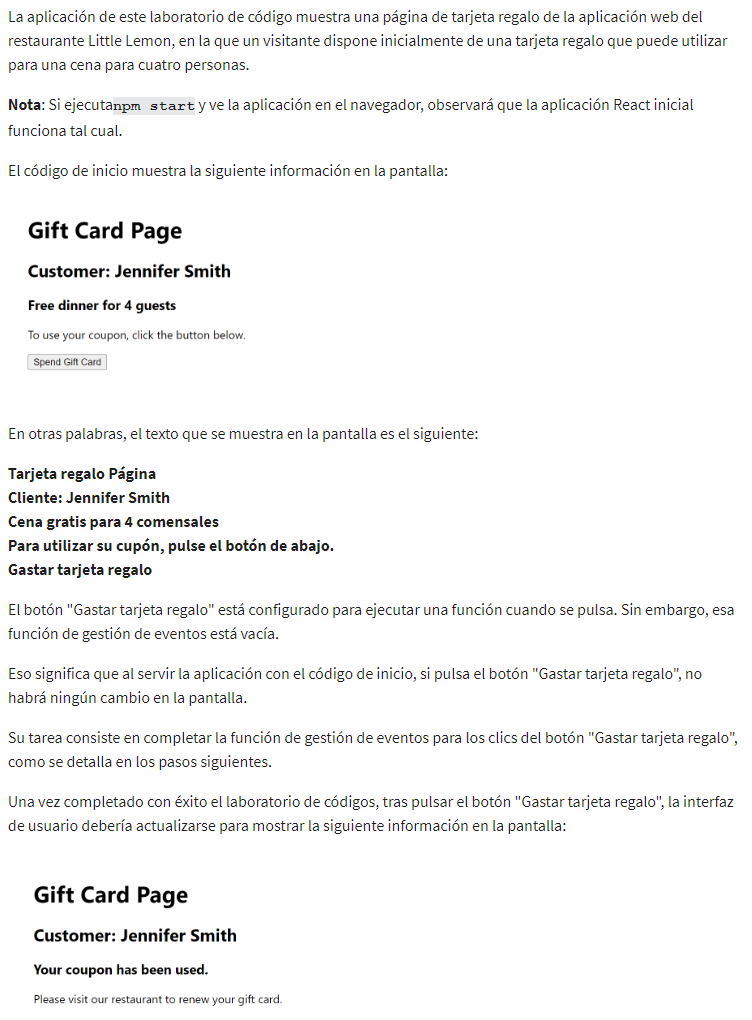 La aplicación de este laboratorio de código muestra una página de tarjeta regalo de la aplicación web del
restaurante Little Lemon, en la que un visitante dispone inicialmente de una tarjeta regalo que puede utilizar
para una cena para cuatro personas.
Nota: Si ejecutanpm start y ve la aplicación en el navegador, observará que la aplicación React inicial
funciona tal cual.
El código de inicio muestra la siguiente información en la pantalla:
Gift Card Page
Customer: Jennifer Smith
Free dinner for 4 guests
To use your coupon, click the button below.
Spend Gift Card
En otras palabras, el texto que se muestra en la pantalla es el siguiente:
Tarjeta regalo Página
Cliente: Jennifer Smith
Cena gratis para 4 comensales
Para utilizar su cupón, pulse el botón de abajo.
Gastar tarjeta regalo
El botón "Gastar tarjeta regalo" está configurado para ejecutar una función cuando se pulsa. Sin embargo, esa
función de gestión de eventos está vacía.
Eso significa que al servir la aplicación con el código de inicio, si pulsa el botón "Gastar tarjeta regalo", no
habrá ningún cambio en la pantalla.
Su tarea consiste en completar la función de gestión de eventos para los clics del botón "Gastar tarjeta regalo",
como se detalla en los pasos siguientes.
Una vez completado con éxito el laboratorio de códigos, tras pulsar el botón "Gastar tarjeta regalo", la interfaz
de usuario debería actualizarse para mostrar la siguiente información en la pantalla:
Gift Card Page
Customer: Jennifer Smith
Your coupon has been used.
Please visit our restaurant to renew your gift card.